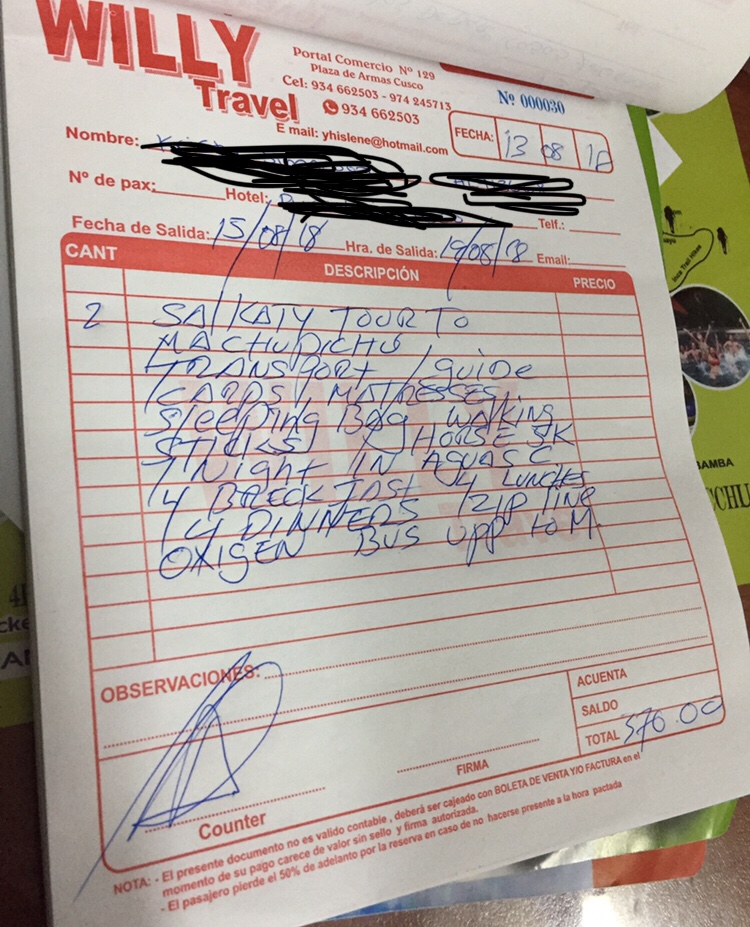 WILLY
Travel
Portal Comercio Nº 129
Plaza de Armas Cusco
Cel: 934 662503 - 974 245713
934 662503
E mail: yhislene@hotmail.com
Nº 000030
FECHA: 13 08 18
Nombre:
Nº de pax: Hotel: Telf.:
Fecha de Salida: 15/08/18 Hra. de Salida: 19/08/18 Email:
CANT DESCRIPCIÓN PRECIO
2 SALKATY TOUR TO
MACHUPICHU
TRANSPORT / GUIDE
/CARPS/ MATRESSES.
Sleeping BAG WALKING
STICKS / HORSE 5K
1 Night IN AGUAS C
/4 BRECKFAST 4 LUNCHES
/4 DINNERS /ZIP LINE
OXIGEN BUS UPP to M.
OBSERVACIONES:
ACUENTA
SALDO
TOTAL 570.00
FIRMA
Counter
NOTA: - El presente documento no es valido contable , deberá ser cajeado con BOLETA DE VENTA Y/O FACTURA en el
momento de su pago carece de valor sin sello y firma autorizada.
- El pasajero pierde el 50% de adelanto por la reserva en caso de no hacerse presente a la hora pactada
Inca Trail Hikes